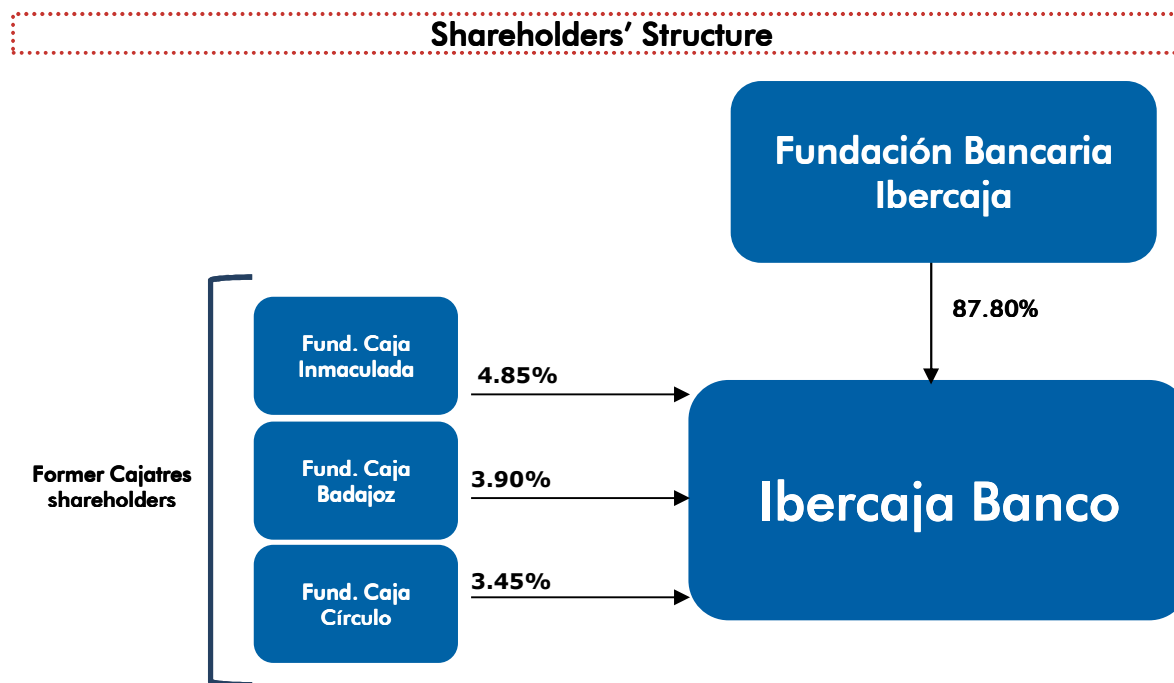 Shareholders’ Structure
Fundación Bancaria
Ibercaja
87.80%
Fund. Caja
Inmaculada
4.85%
Former Cajatres
shareholders
Fund. Caja
Badajoz
3.90%
Ibercaja Banco
Fund. Caja
Círculo
3.45%